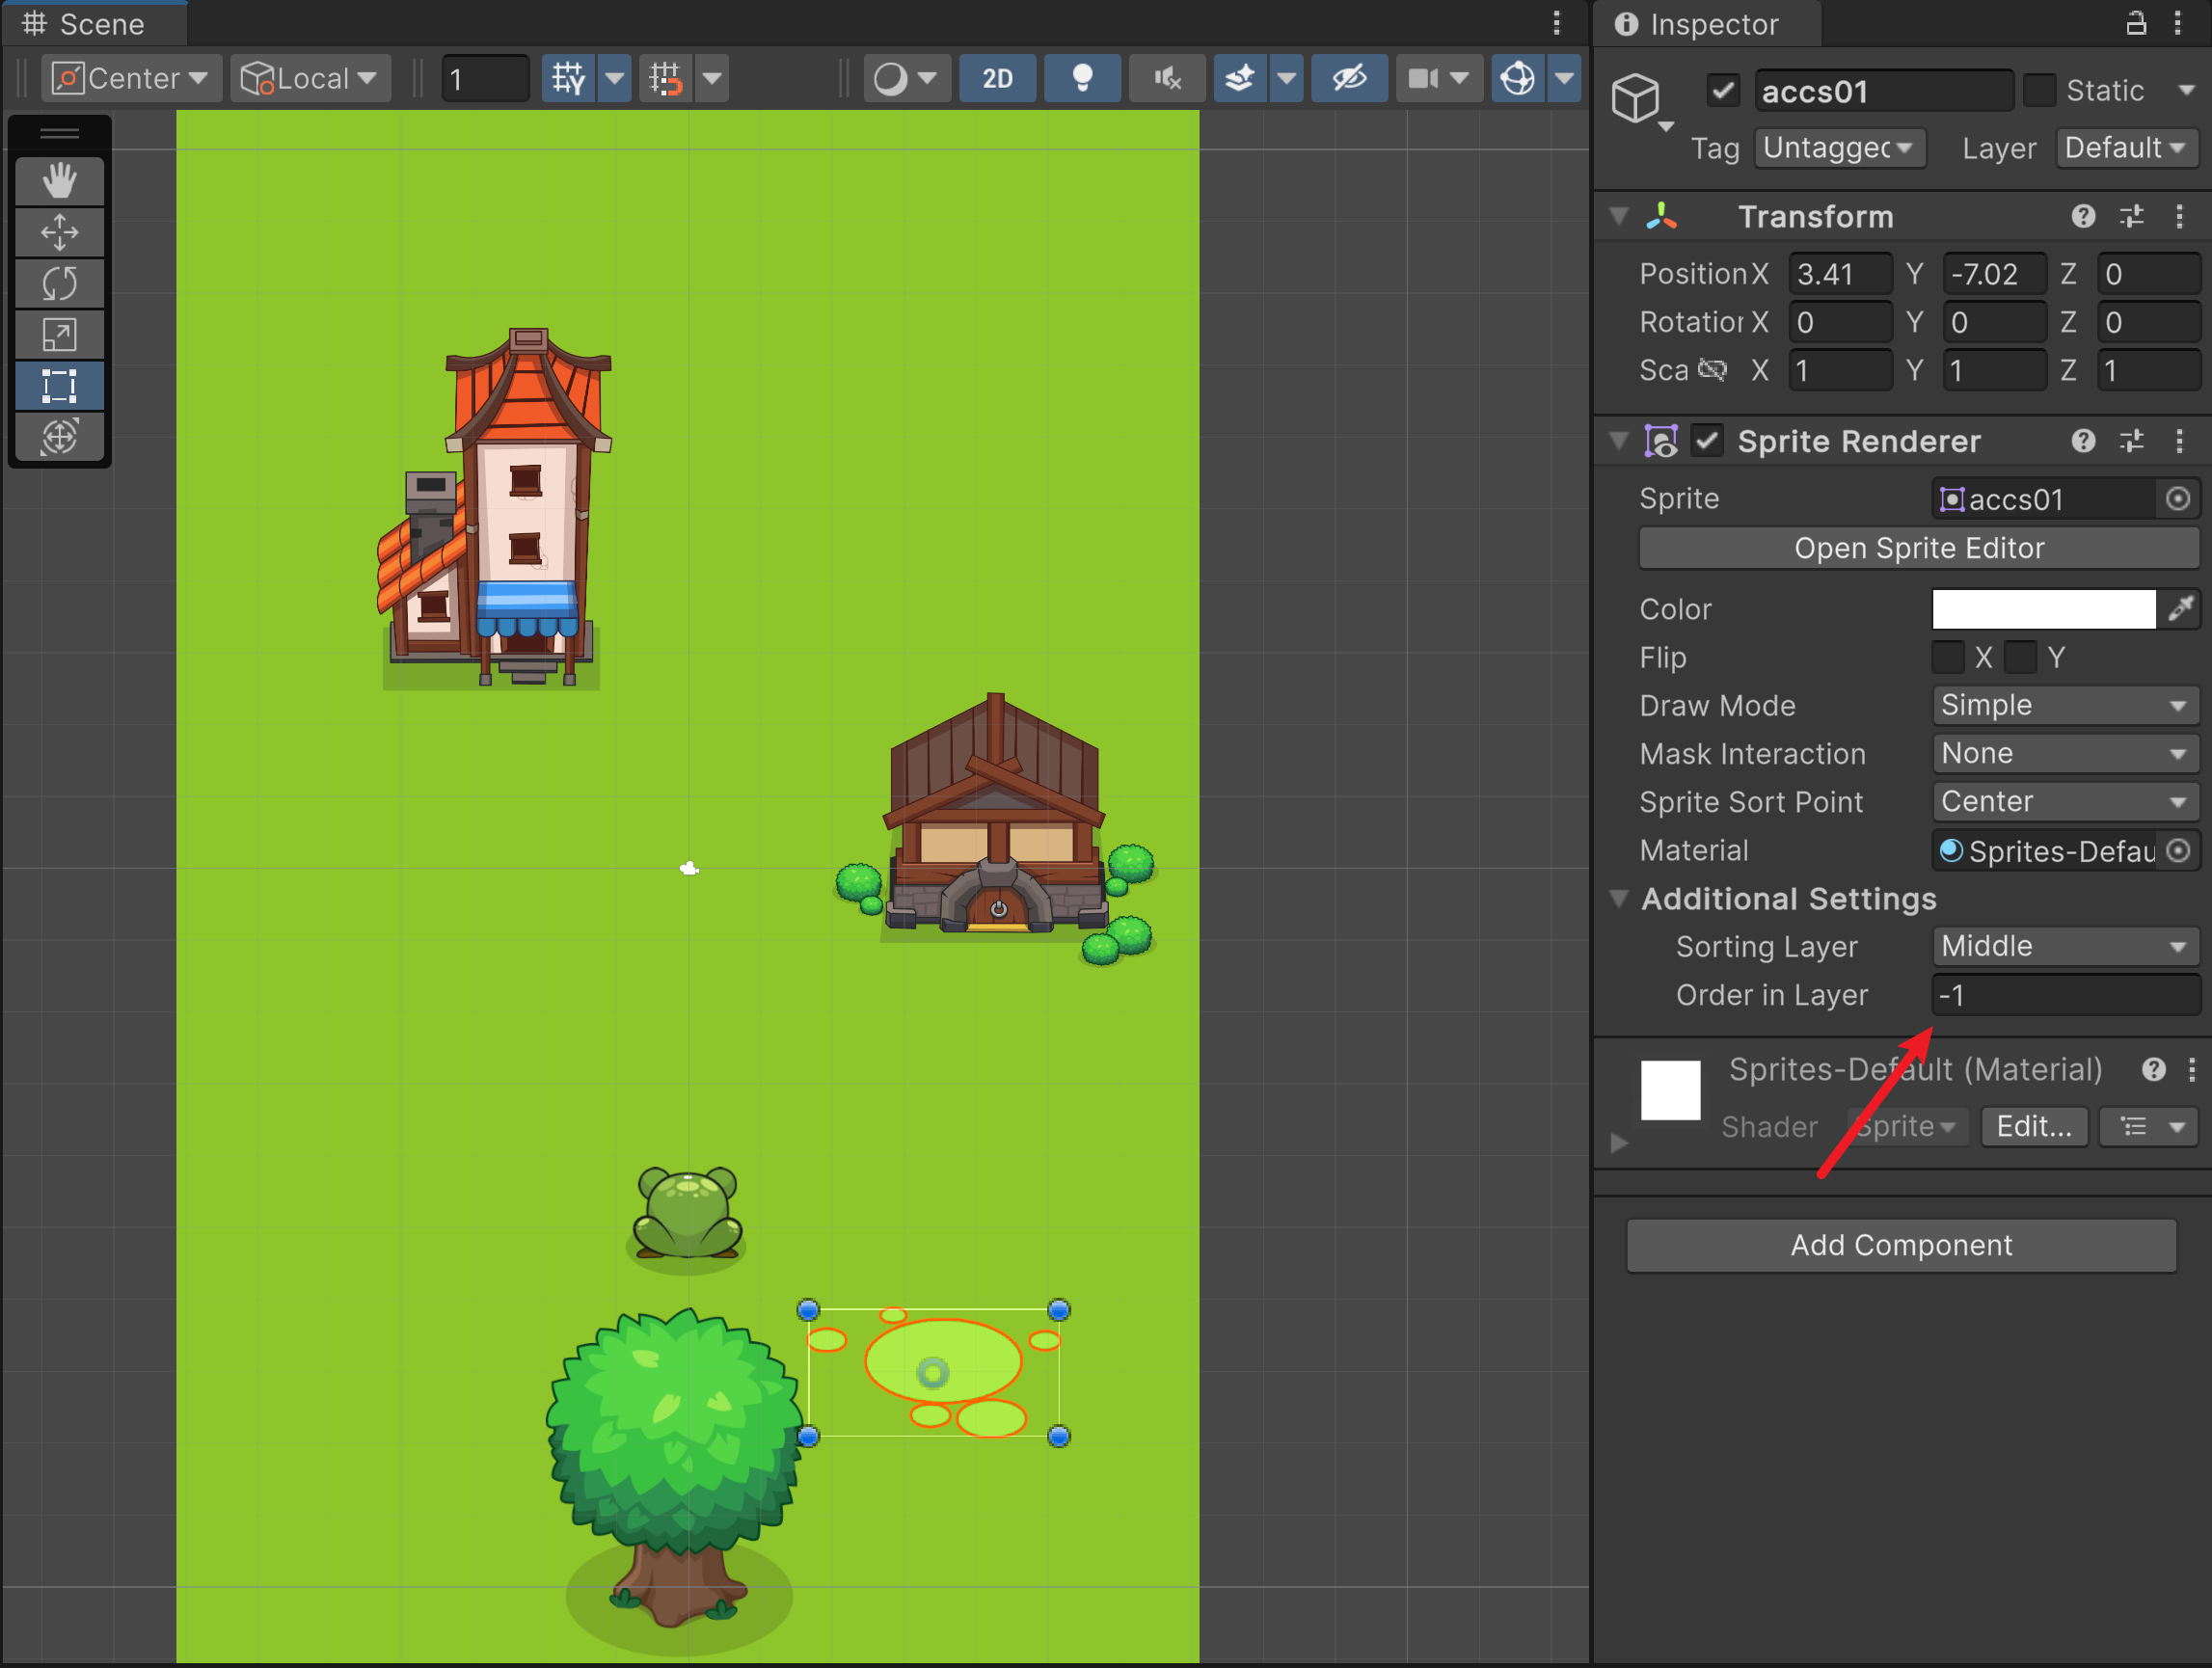 Scene
Center
Local
1
2D
Inspector
accs01
Static
Tag
Untagged
Layer
Default
Transform
Position X 3.41 Y -7.02 Z 0
Rotation X 0 Y 0 Z 0
Sca X 1 Y 1 Z 1
Sprite Renderer
Sprite accs01
Open Sprite Editor
Color
Flip X Y
Draw Mode Simple
Mask Interaction None
Sprite Sort Point Center
Material Sprites-Defau
Additional Settings
Sorting Layer Middle
Order in Layer -1
Sprites-Default (Material)
Shader Sprite Edit...
Add Component